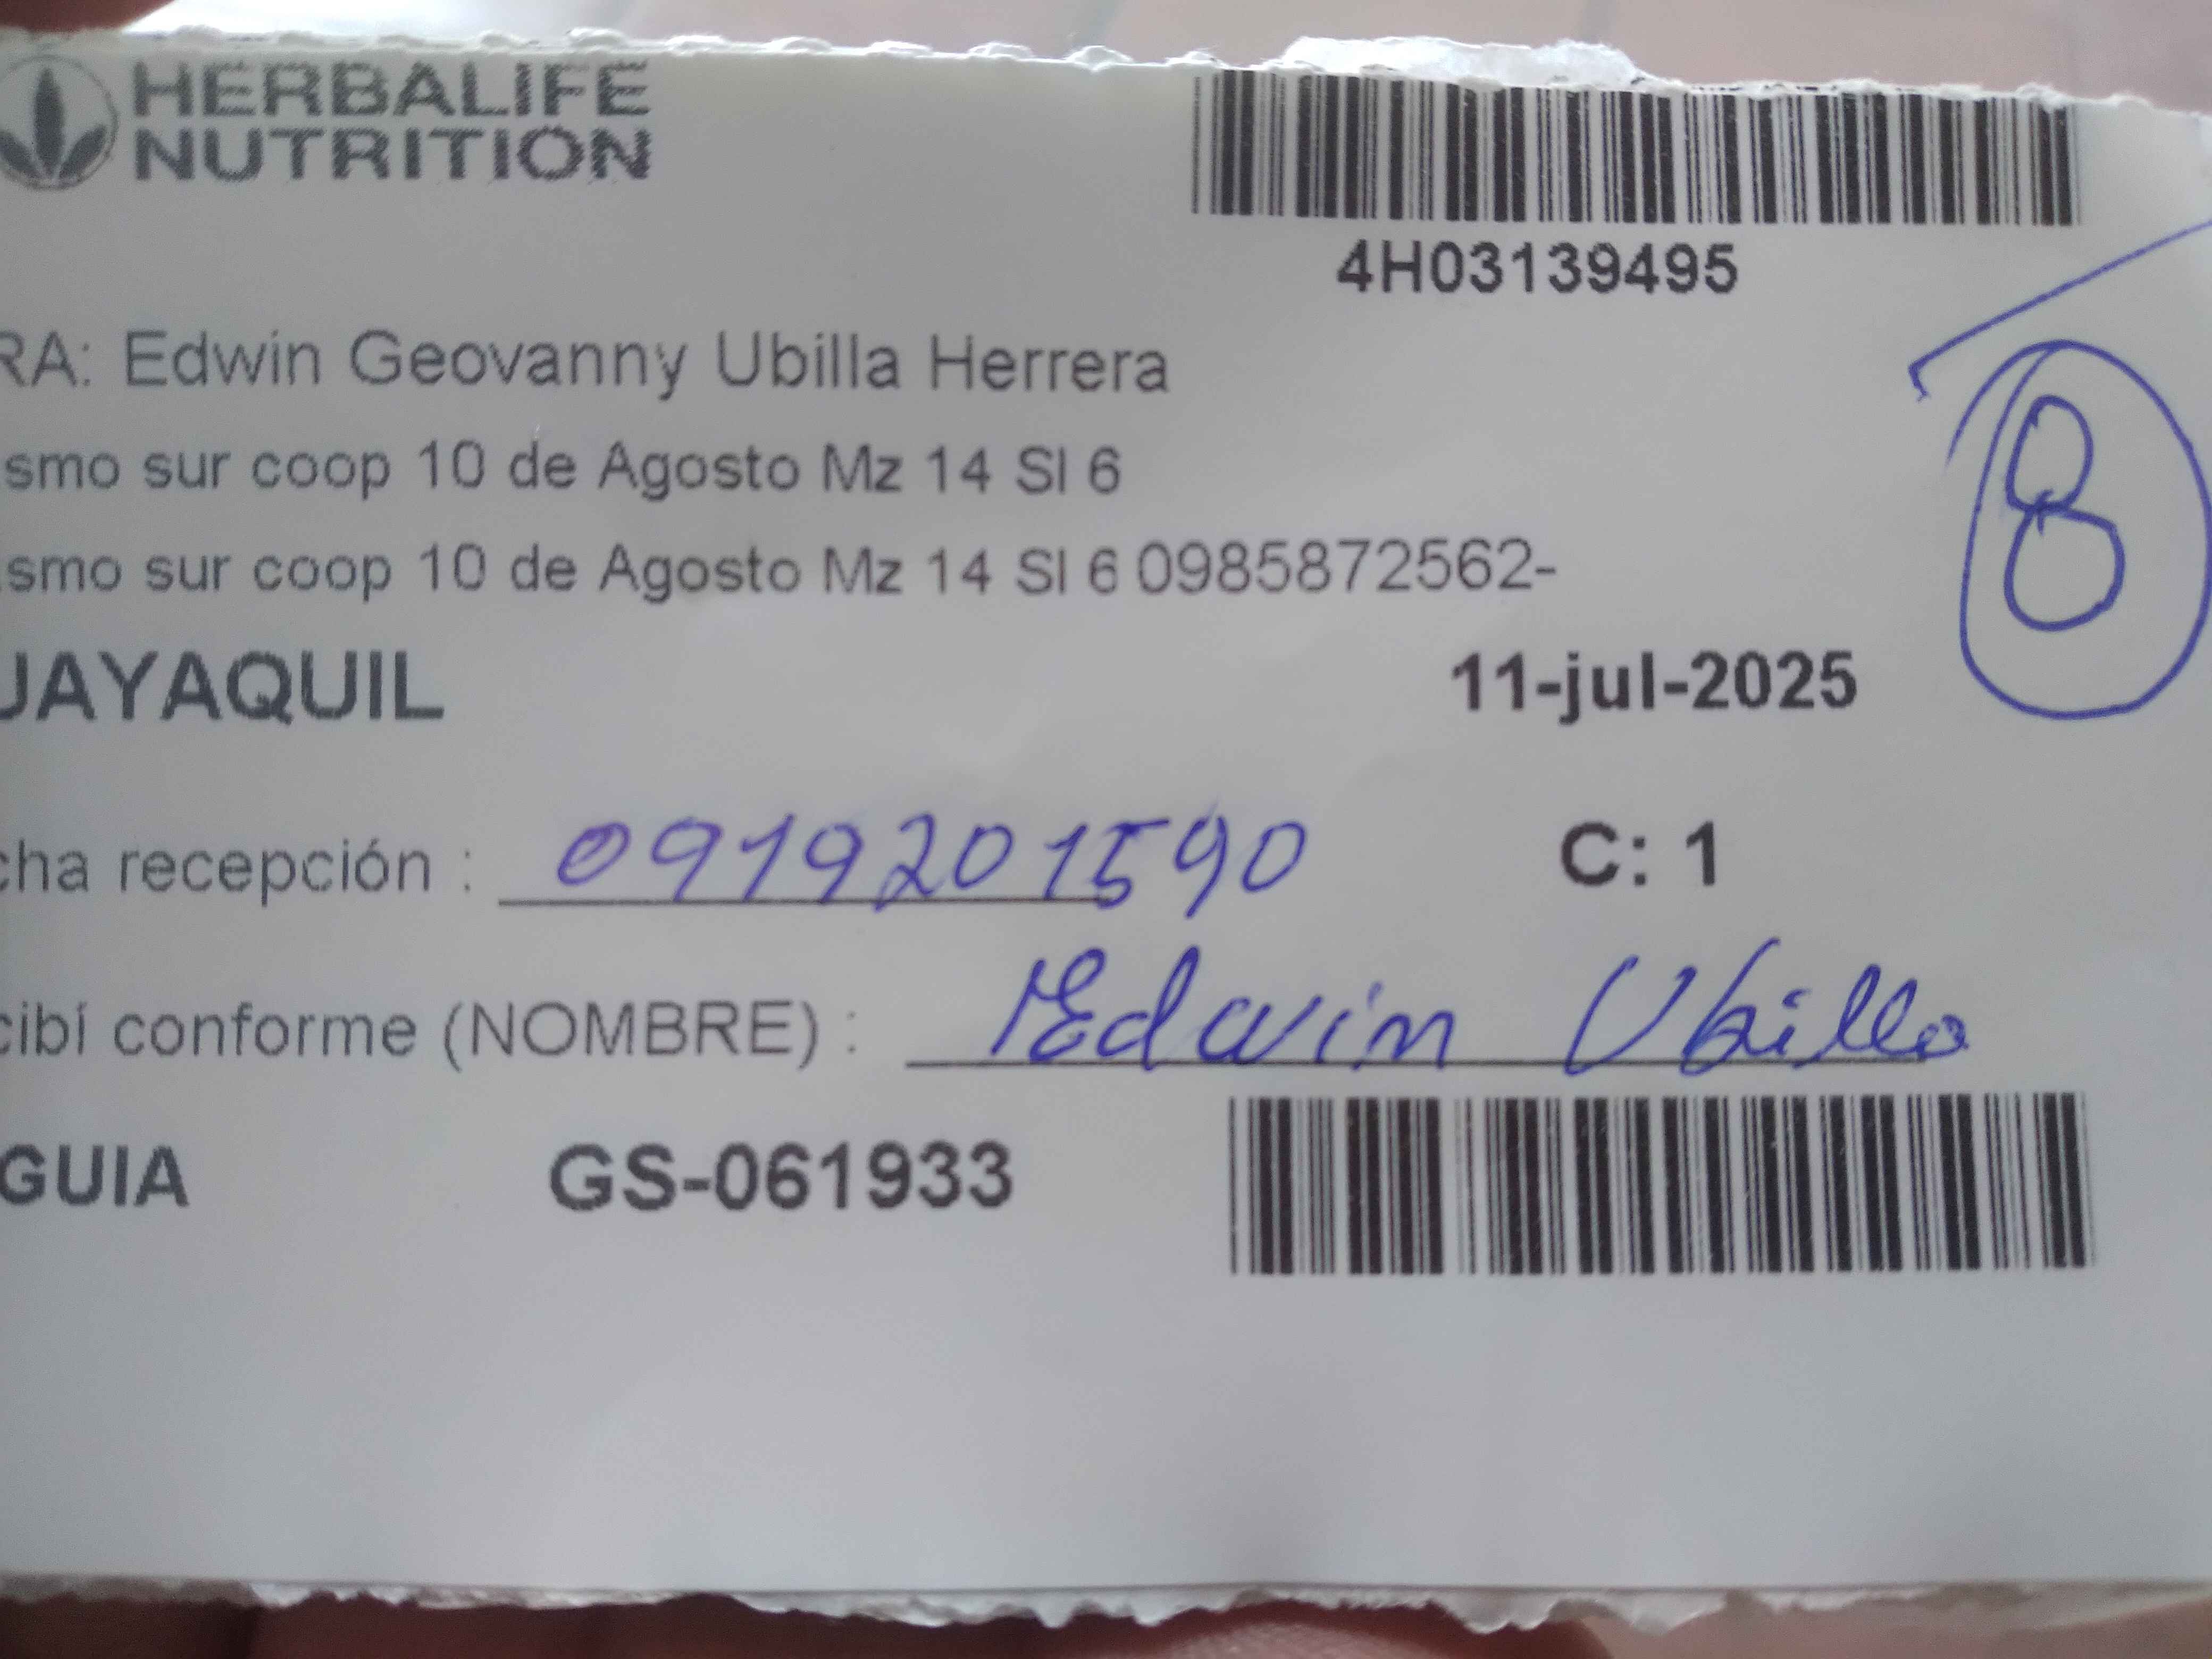 HERBALIFE
NUTRITION
4H03139495
RA: Edwin Geovanny Ubilla Herrera
smo sur coop 10 de Agosto Mz 14 Sl 6
smo sur coop 10 de Agosto Mz 14 Sl 6 0985872562-
8
UAYAQUIL 11-jul-2025
cha recepción : 0919201590 C: 1
cibí conforme (NOMBRE) : Edwin Ubilla
GUIA GS-061933